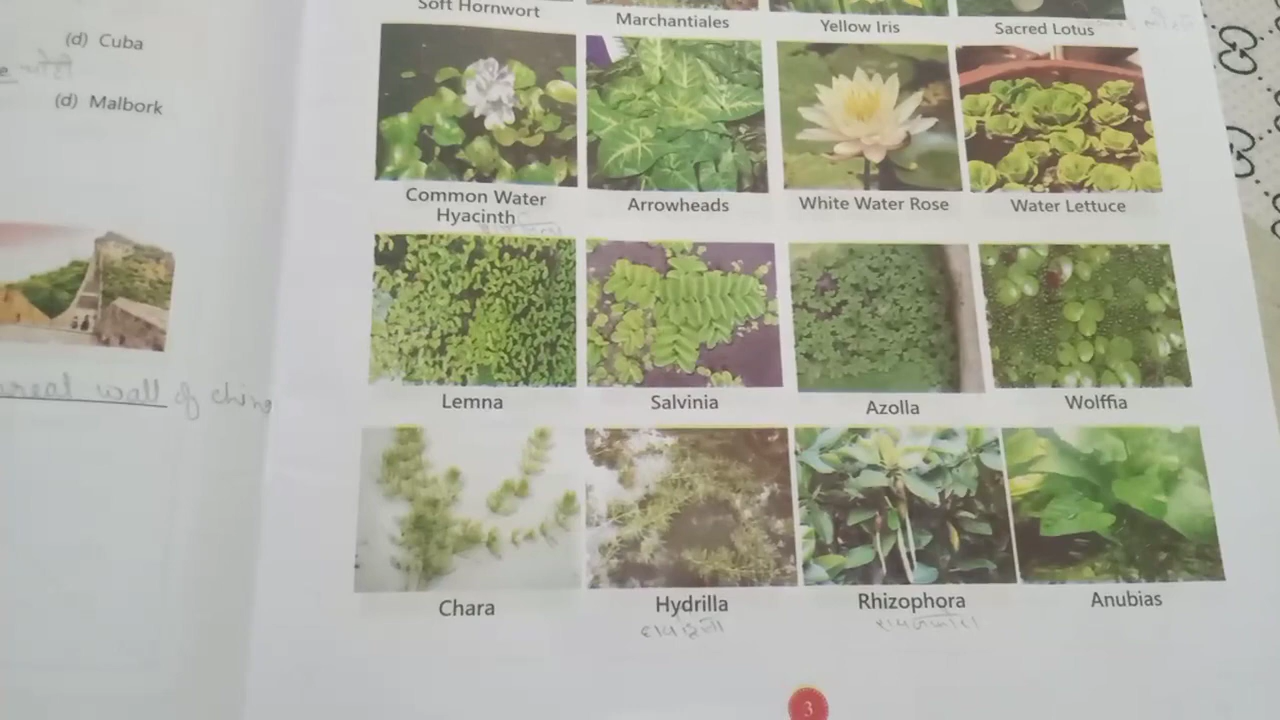 (d) Cuba
(d) Malbork
wall of china
Soft Hornwort
Marchantiales
Yellow Iris
Sacred Lotus
Common Water
Hyacinth
Arrowheads
White Water Rose
Water Lettuce
Lemna
Salvinia
Azolla
Wolffia
Chara
Hydrilla
Rhizophora
Anubias
3